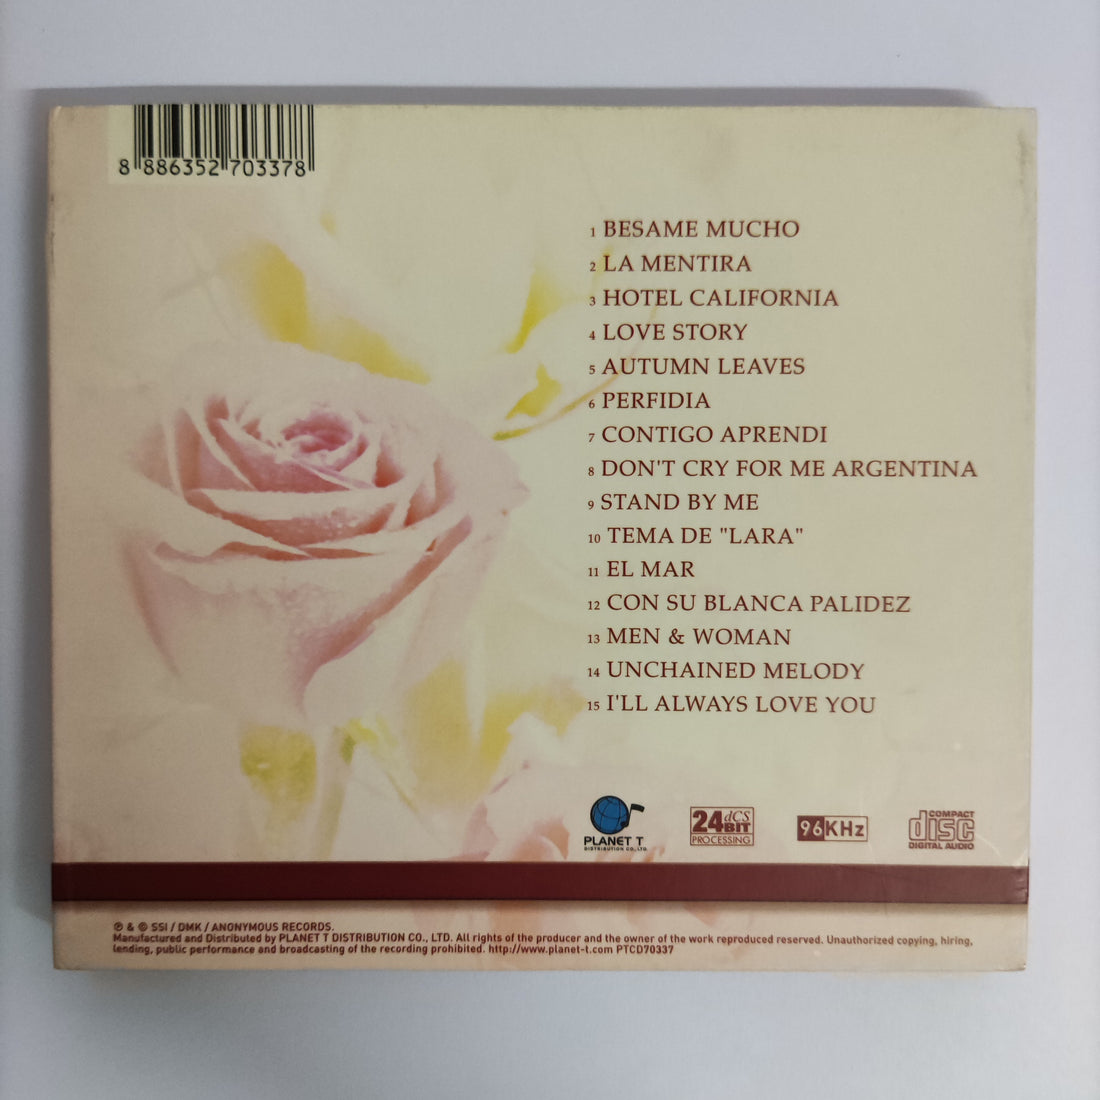 8 886352 703378
1 BESAME MUCHO
2 LA MENTIRA
3 HOTEL CALIFORNIA
4 LOVE STORY
5 AUTUMN LEAVES
6 PERFIDIA
7 CONTIGO APRENDI
8 DON'T CRY FOR ME ARGENTINA
9 STAND BY ME
10 TEMA DE "LARA"
11 EL MAR
12 CON SU BLANCA PALIDEZ
13 MEN & WOMAN
14 UNCHAINED MELODY
15 I'LL ALWAYS LOVE YOU
PLANET T
DISTRIBUTION CO., LTD.
24 BIT dCS
PROCESSING
96KHz
COMPACT
disc
DIGITAL AUDIO
℗ & © SSI / DMK / ANONYMOUS RECORDS.
Manufactured and Distributed by PLANET T DISTRIBUTION CO., LTD. All rights of the producer and the owner of the work reproduced reserved. Unauthorized copying, hiring,
lending, public performance and broadcasting of the recording prohibited. http://www.planet-t.com PTCD70337